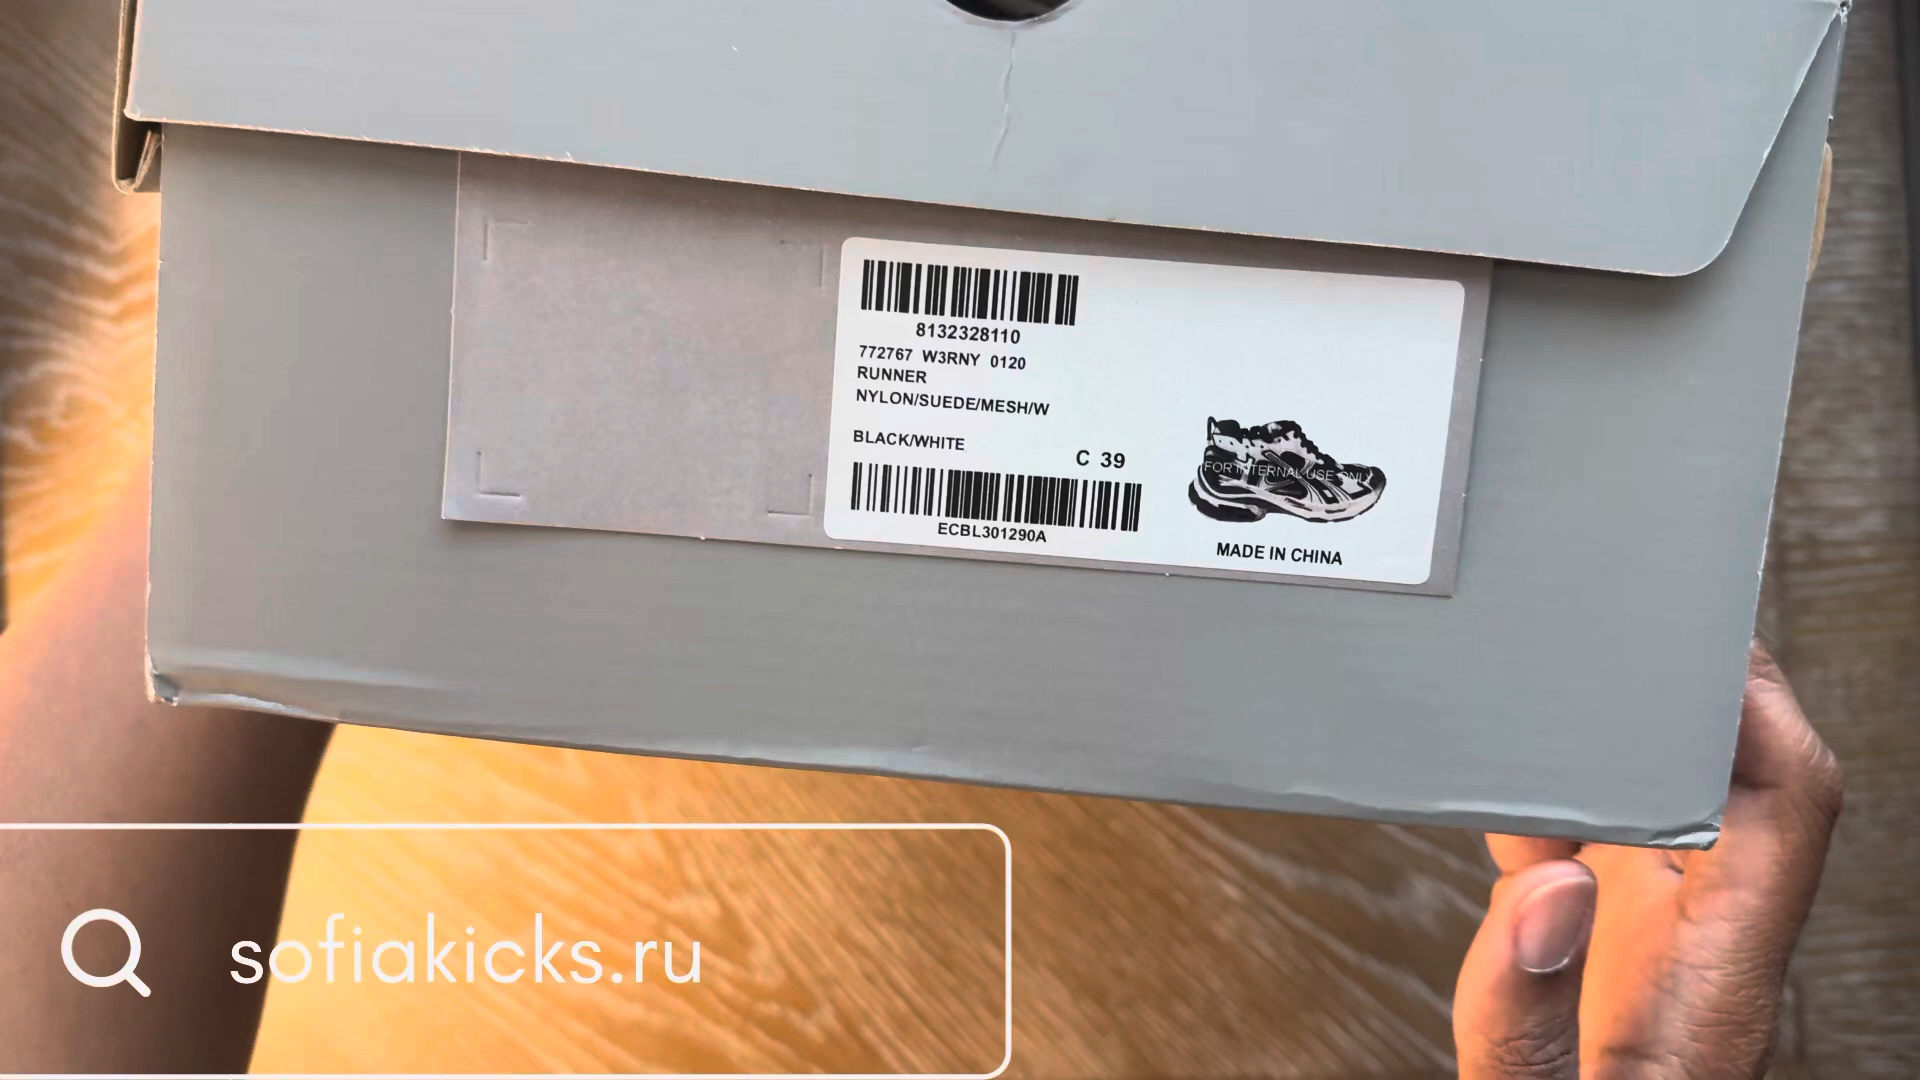 8132328110
772767 W3RNY 0120
RUNNER
NYLON/SUEDE/MESH/W
BLACK/WHITE
C 39
ECBL301290A
FOR INTERNAL USE ONLY
MADE IN CHINA
sofiakicks.ru